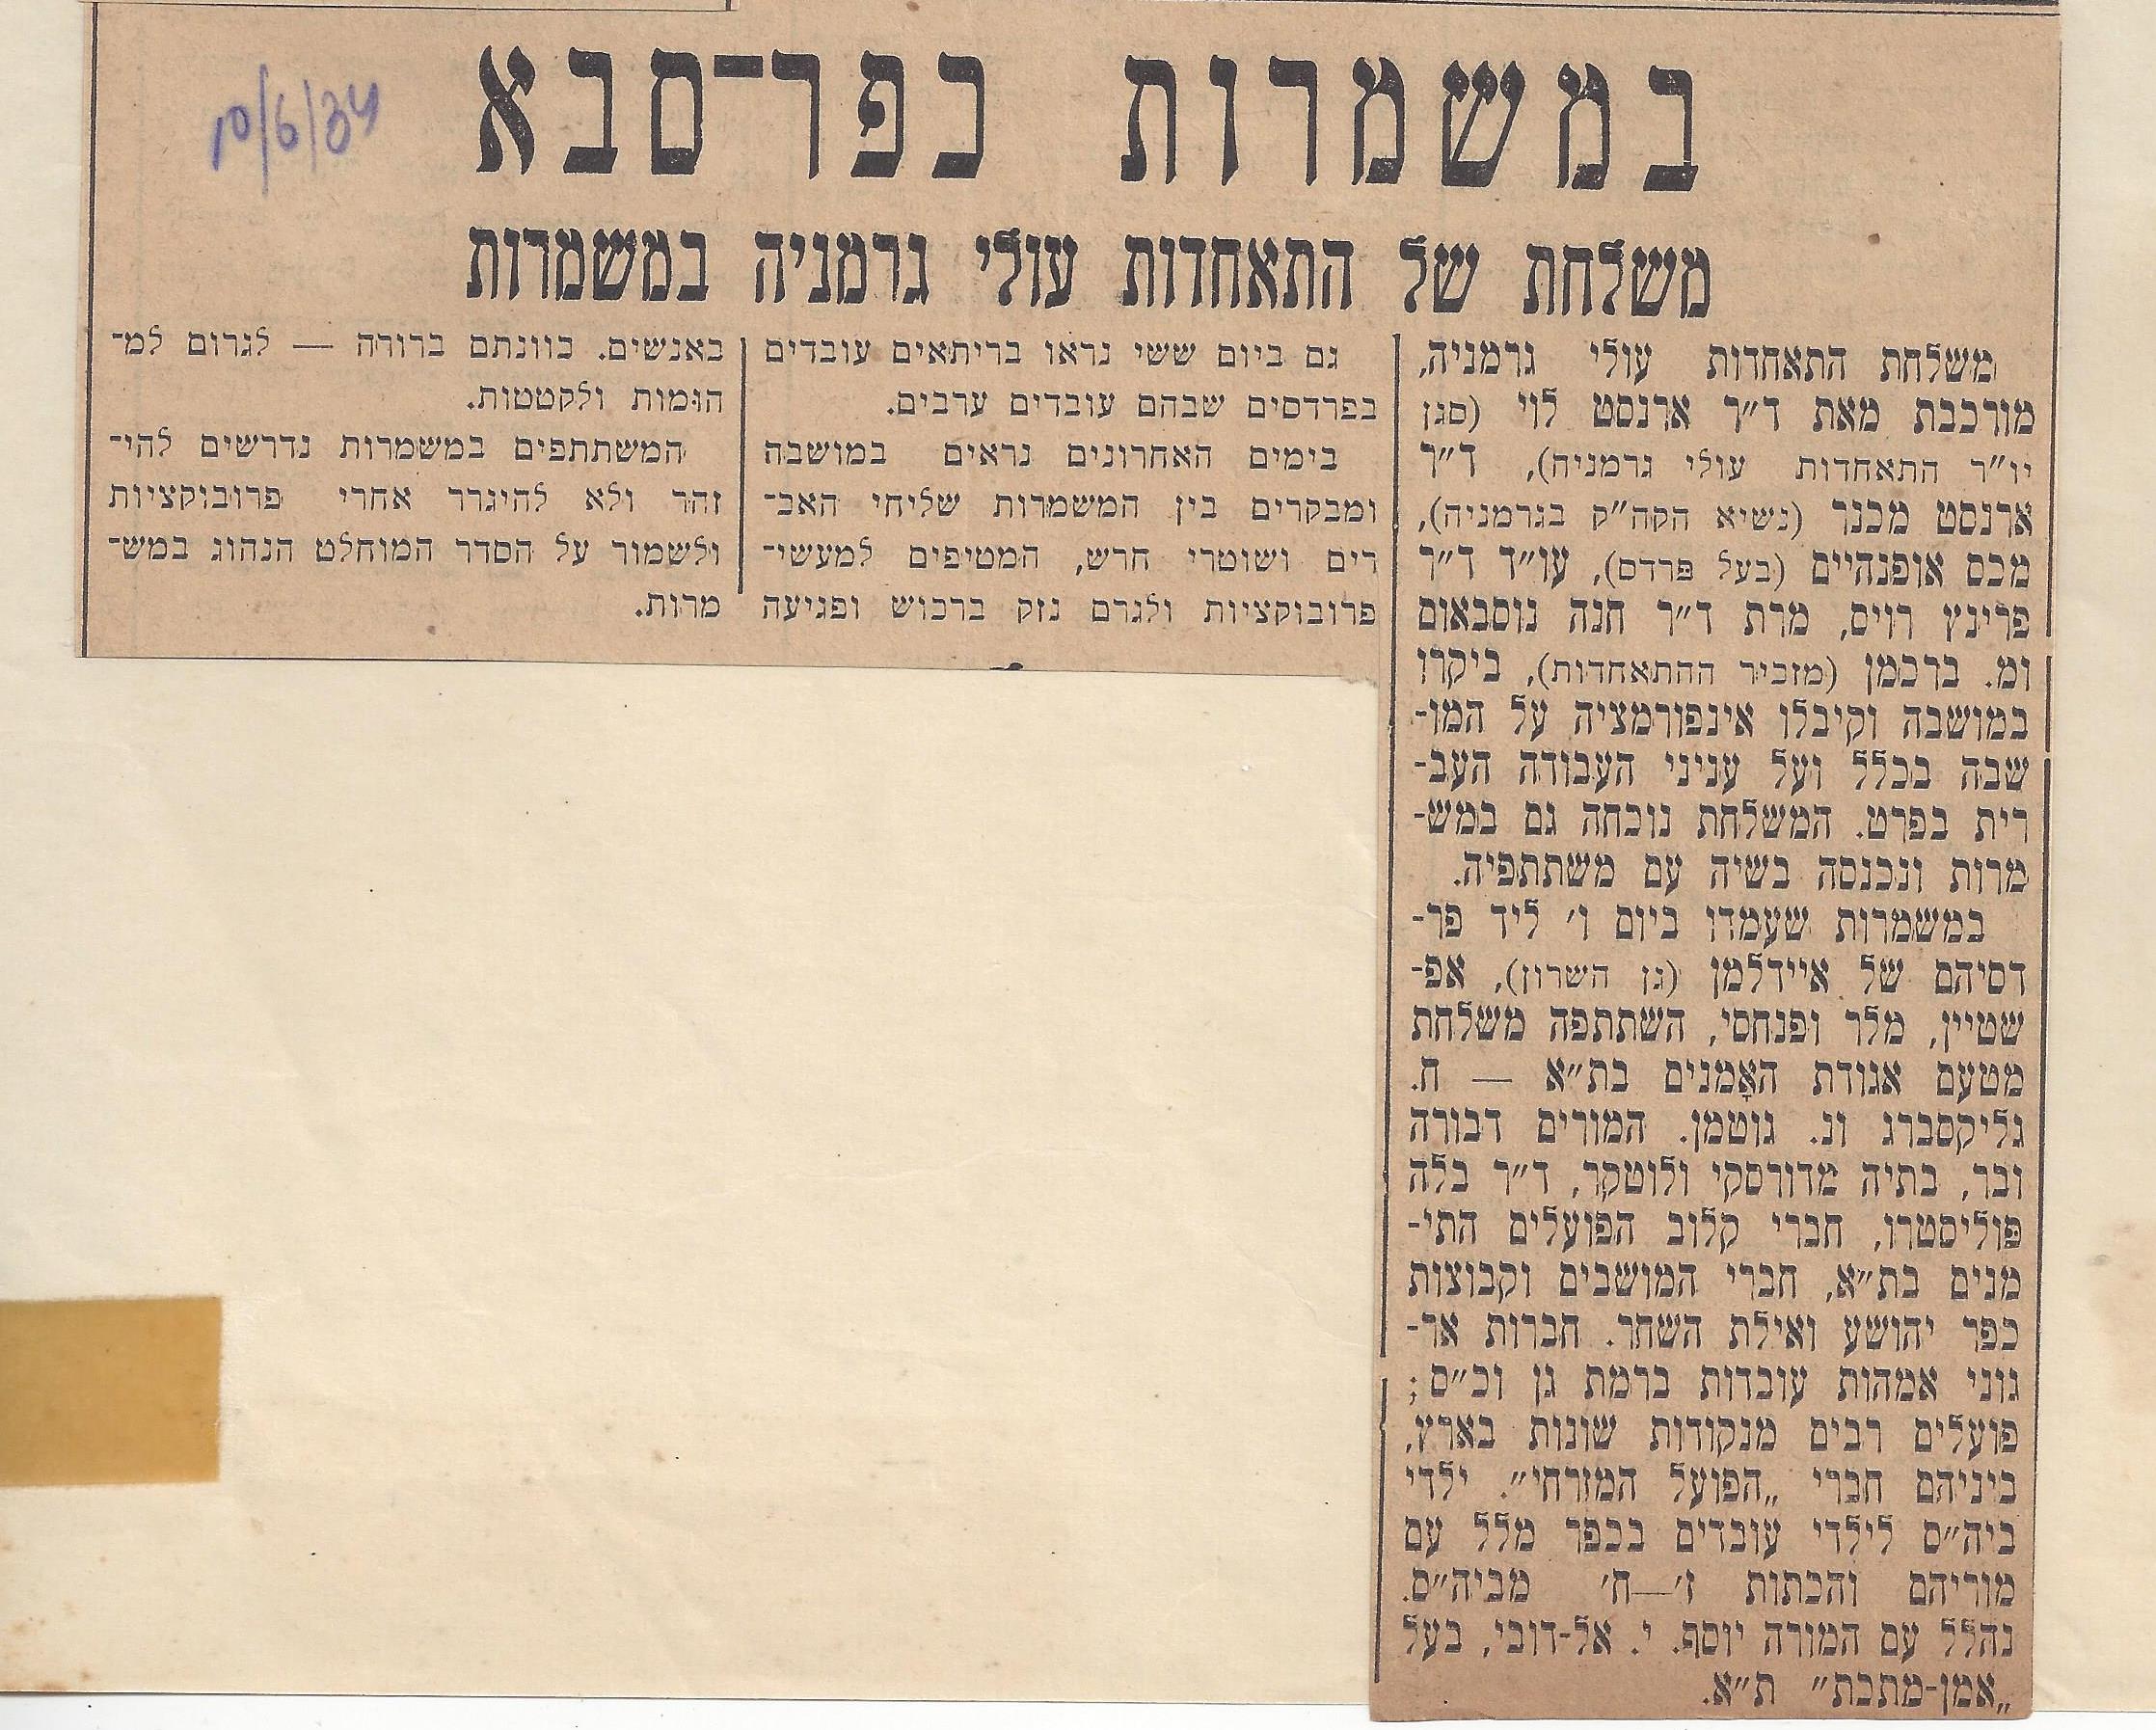 במשמרות כפר־סבא
10/6/34
משלחת של התאחדות עולי גרמניה במשמרות
משלחת התאחדות עולי גרמניה,
מורכבת מאת ד״ר ארנסט לוי (סגן
יו״ר התאחדות עולי גרמניה), ד״ר
ארנסט מכנר (נשיא הקה״ק בגרמניה),
מכס אופנהיים (בעל פרדס), עו״ד ד״ר
פרינץ רויס, מרת ד״ר חנה נוסבאום
ומ. ברכמן (מזכיר ההתאחדות), ביקרו
במושבה וקיבלו אינפורמציה על המו־
שבה בכלל ועל עניני העבודה העב־
רית בפרט. המשלחת נוכחה גם במש־
מרות ונכנסה בשיה עם משתתפיה.
במשמרות שעמדו ביום ו׳ ליד פר־
דסיהם של איידלמן (גן השרון), אפ־
שטיין, מלר ופנחסי, השתתפה משלחת
מטעם אגודת האָמנים בת״א — ח.
גליקסברג ונ. גוטמן. המורים דבורה
ובר, בתיה מדורסקי ולוטקר, ד״ר בלה
פוליסטרו, חברי קלוב הפועלים התי־
מנים בת״א, חברי המושבים וקבוצות
כפר יהושע ואילת השחר. חברות אר־
גוני אמהות עובדות ברמת גן וכ״ס;
פועלים רבים מנקודות שונות בארץ,
ביניהם חברי „הפועל המזרחי״. ילדי
ביה״ס לילדי עובדים בכפר מלל עם
מוריהם והכתות ז׳—ח׳ מביה״ס.
נהלל עם המורה יוסף. י. אל־דובי, בעל
„אמן־מתכת״ ת״א.
גם ביום ששי נראו בריתאים עובדים
בפרדסים שבהם עובדים ערבים.
בימים האחרונים נראים במושבה
ומבקרים בין המשמרות שליחי האכ־
רים ושוטרי חרש, המטיפים למעשי־
פרובוקציות ולגרם נזק ברכוש ופגיעה
באנשים. כוונתם ברורה — לגרום למ־
הומות ולקטטות.
המשתתפים במשמרות נדרשים להי־
זהר ולא להיגרר אחרי פרובוקציות
ולשמור על הסדר המוחלט הנהוג במש־
מרות.